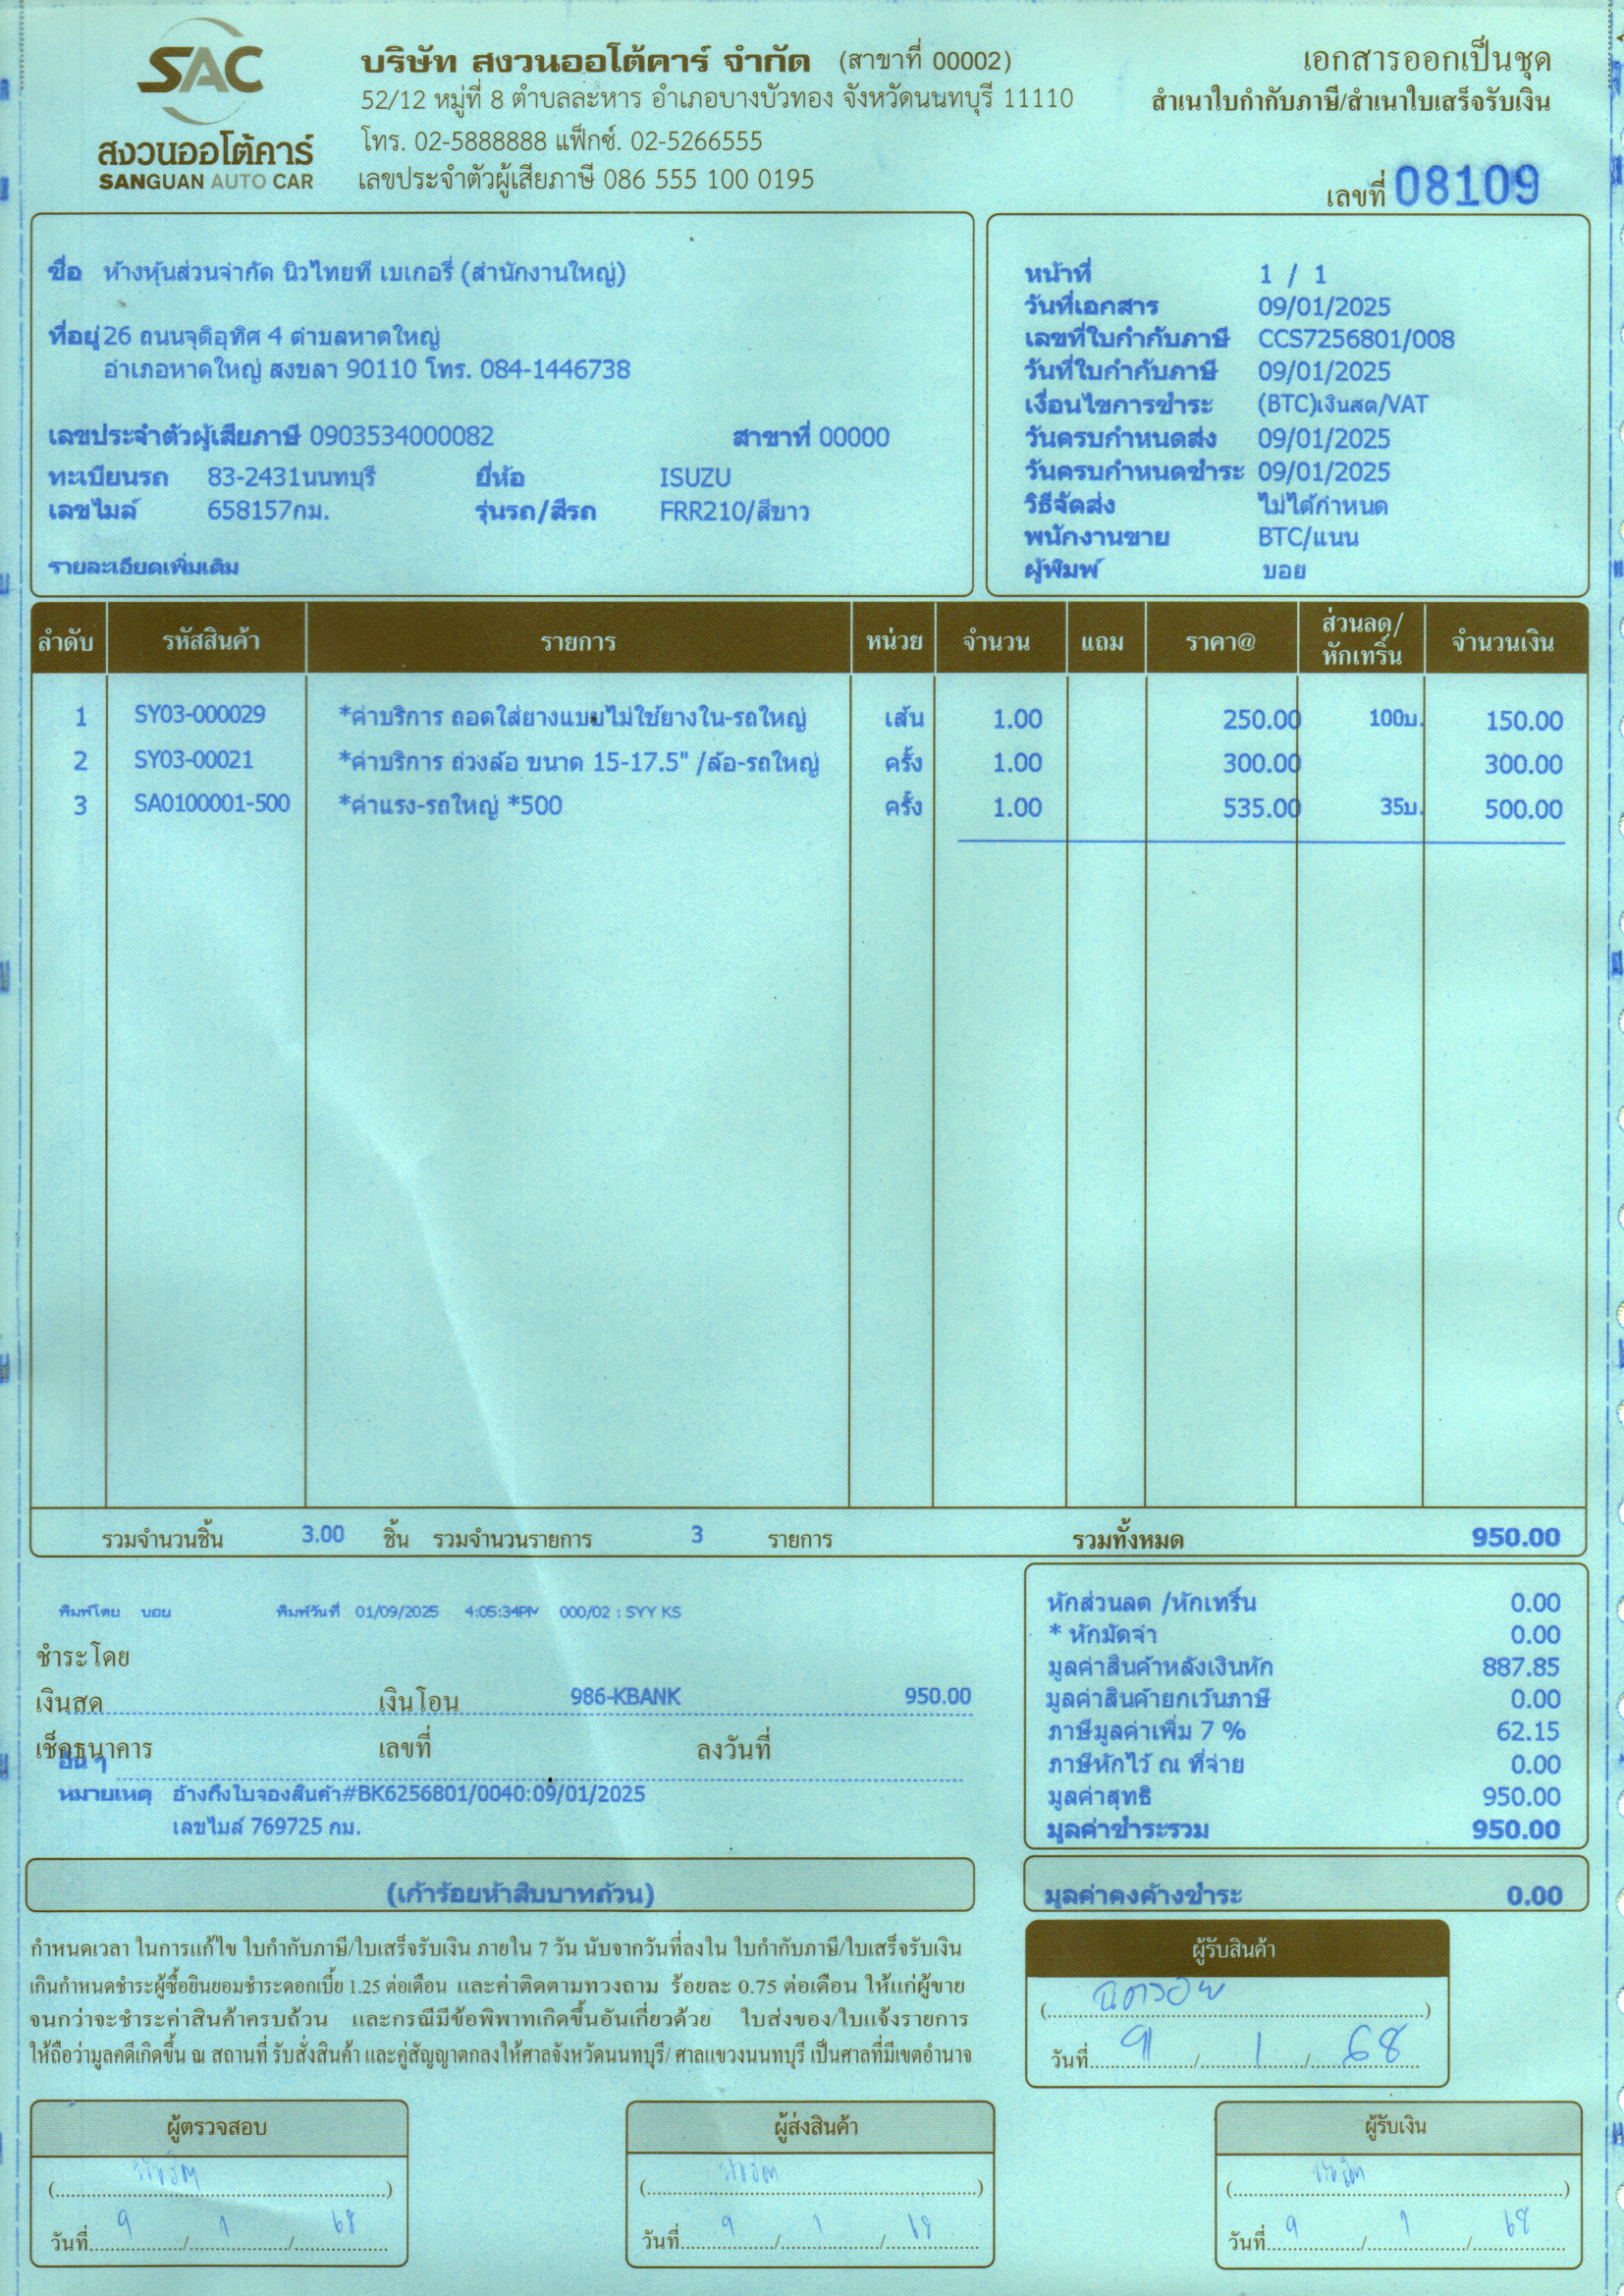 SAC
สงวนออโต้คาร์
SANGUAN AUTO CAR
บริษัท สงวนออโต้คาร์ จำกัด (สาขาที่ 00002)
52/12 หมู่ที่ 8 ตำบลละหาร อำเภอบางบัวทอง จังหวัดนนทบุรี 11110
โทร. 02-5888888 แฟ็กซ์. 02-5266555
เลขประจำตัวผู้เสียภาษี 086 555 100 0195
เอกสารออกเป็นชุด
สำเนาใบกำกับภาษี/สำเนาใบเสร็จรับเงิน
เลขที่ 08109
ชื่อ ห้างหุ้นส่วนจำกัด นิวไทยที เบเกอรี่ (สำนักงานใหญ่)
ที่อยู่ 26 ถนนจุติอุทิศ 4 ตำบลหาดใหญ่
อำเภอหาดใหญ่ สงขลา 90110 โทร. 084-1446738
เลขประจำตัวผู้เสียภาษี 0903534000082 สาขาที่ 00000
ทะเบียนรถ 83-2431นนทบุรี ยี่ห้อ ISUZU
เลขไมล์ 658157กม. รุ่นรถ/สีรถ FRR210/สีขาว
รายละเอียดเพิ่มเติม
หน้าที่ 1 / 1
วันที่เอกสาร 09/01/2025
เลขที่ใบกำกับภาษี CCS7256801/008
วันที่ใบกำกับภาษี 09/01/2025
เงื่อนไขการชำระ (BTC)เงินสด/VAT
วันครบกำหนดส่ง 09/01/2025
วันครบกำหนดชำระ 09/01/2025
วิธีจัดส่ง ไม่ได้กำหนด
พนักงานขาย BTC/แนน
ผู้พิมพ์ บอย
ลำดับ รหัสสินค้า รายการ หน่วย จำนวน แถม ราคา@ ส่วนลด/หักเทริ์น จำนวนเงิน
1 SY03-000029 *ค่าบริการ ถอดใส่ยางแบบไม่ใช้ยางใน-รถใหญ่ เส้น 1.00 250.00 100บ. 150.00
2 SY03-00021 *ค่าบริการ ถ่วงล้อ ขนาด 15-17.5" /ล้อ-รถใหญ่ ครั้ง 1.00 300.00 300.00
3 SA0100001-500 *ค่าแรง-รถใหญ่ *500 ครั้ง 1.00 535.00 35บ. 500.00
รวมจำนวนชิ้น 3.00 ชิ้น รวมจำนวนรายการ 3 รายการ รวมทั้งหมด 950.00
พิมพ์โดย บอย พิมพ์วันที่ 01/09/2025 4:05:34PM 000/02 : SYY KS
ชำระโดย
เงินสด เงินโอน 986-KBANK 950.00
เช็คธนาคาร เลขที่ ลงวันที่
อื่น ๆ
หมายเหตุ อ้างถึงใบจองสินค้า#BK6256801/0040:09/01/2025
เลขไมล์ 769725 กม.
หักส่วนลด /หักเทริ์น 0.00
* หักมัดจำ 0.00
มูลค่าสินค้าหลังเงินหัก 887.85
มูลค่าสินค้ายกเว้นภาษี 0.00
ภาษีมูลค่าเพิ่ม 7 % 62.15
ภาษีหักไว้ ณ ที่จ่าย 0.00
มูลค่าสุทธิ 950.00
มูลค่าชำระรวม 950.00
(เก้าร้อยห้าสิบบาทถ้วน)
มูลค่าคงค้างชำระ 0.00
กำหนดเวลา ในการแก้ไข ใบกำกับภาษี/ใบเสร็จรับเงิน ภายใน 7 วัน นับจากวันที่ลงใน ใบกำกับภาษี/ใบเสร็จรับเงิน
เกินกำหนดชำระผู้ซื้อยินยอมชำระดอกเบี้ย 1.25 ต่อเดือน และค่าติดตามทวงถาม ร้อยละ 0.75 ต่อเดือน ให้แก่ผู้ขาย
จนกว่าจะชำระค่าสินค้าครบถ้วน และกรณีมีข้อพิพาทเกิดขึ้นอันเกี่ยวด้วย ใบส่งของ/ใบแจ้งรายการ
ให้ถือว่ามูลคดีเกิดขึ้น ณ สถานที่ รับสั่งสินค้า และคู่สัญญาตกลงให้ศาลจังหวัดนนทบุรี/ ศาลแขวงนนทบุรี เป็นศาลที่มีเขตอำนาจ
ผู้รับสินค้า
วันที่ 9 / 1 / 68
ผู้ตรวจสอบ
วันที่ 9 / 1 / 68
ผู้ส่งสินค้า
วันที่ 9 / 1 / 68
ผู้รับเงิน
วันที่ 9 / 1 / 68